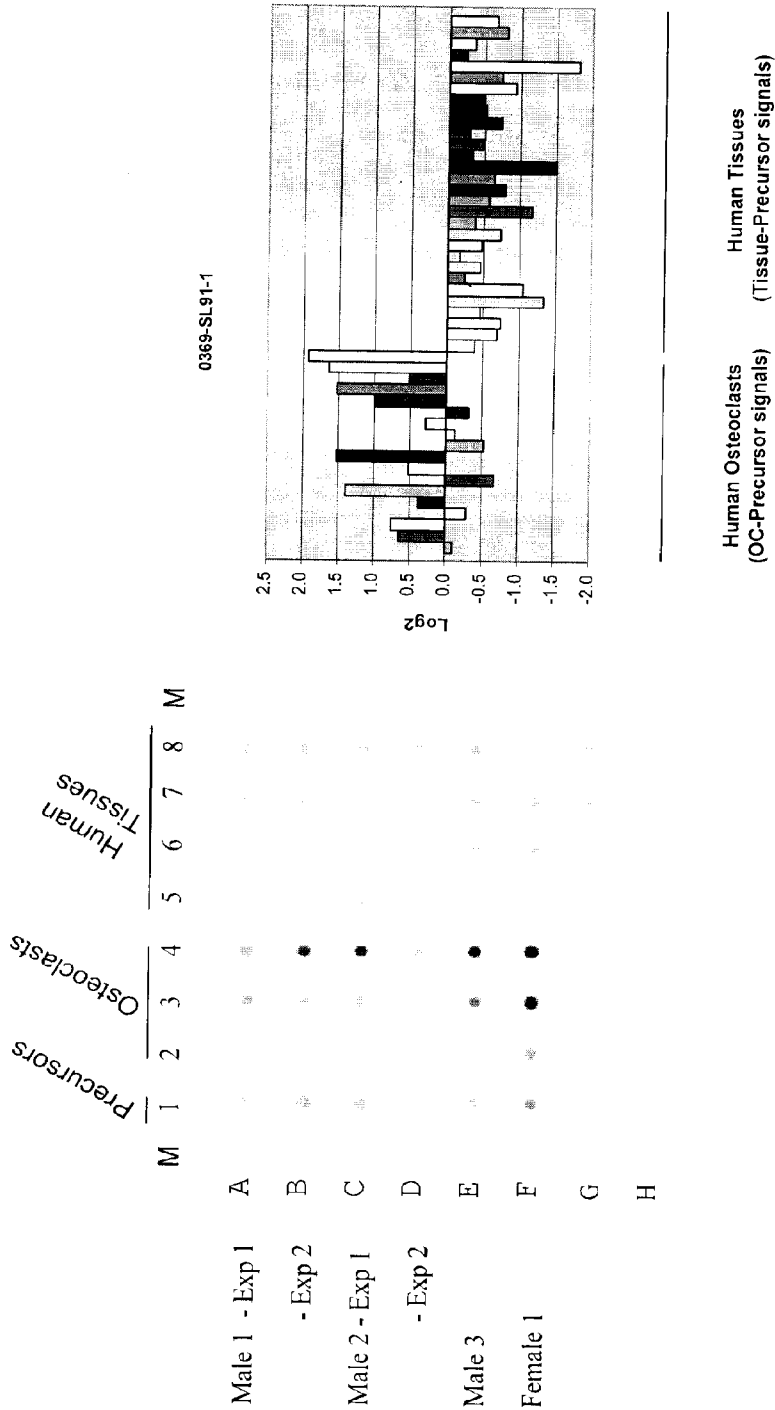 Precursors
Osteoclasts
Human
Tissues
M 1 2 3 4 5 6 7 8 M
Male 1 - Exp 1 A
- Exp 2 B
Male 2 - Exp 1 C
- Exp 2 D
Male 3 E
Female 1 F
G
H
0369-SL91-1
Log2
2.5
2.0
1.5
1.0
0.5
0.0
-0.5
-1.0
-1.5
-2.0
Human Osteoclasts
(OC-Precursor signals)
Human Tissues
(Tissue-Precursor signals)